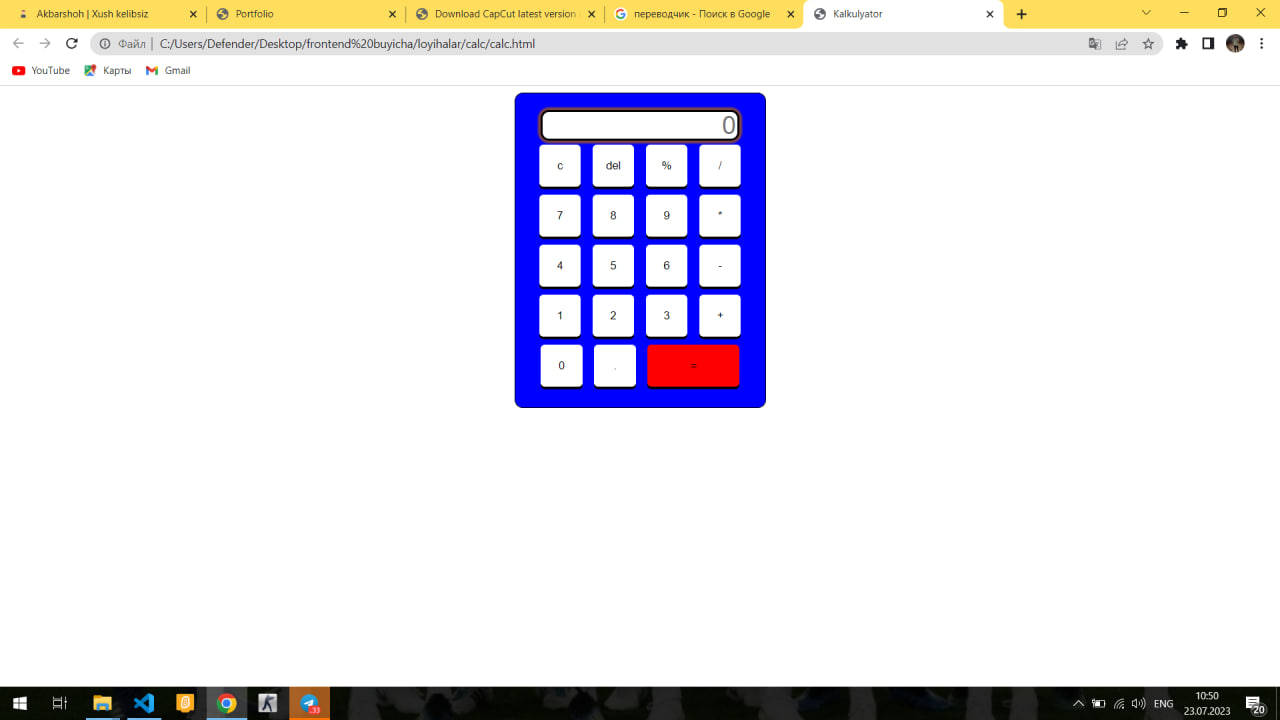 Akbarshoh | Xush kelibsiz
Portfolio
Download CapCut latest version
переводчик - Поиск в Google
Kalkulyator
Файл | C:/Users/Defender/Desktop/frontend%20buyicha/loyihalar/calc/calc.html
YouTube
Карты
Gmail
0
c del % /
7 8 9 *
4 5 6 -
1 2 3 +
0 . =
33
ENG
10:50
23.07.2023
20